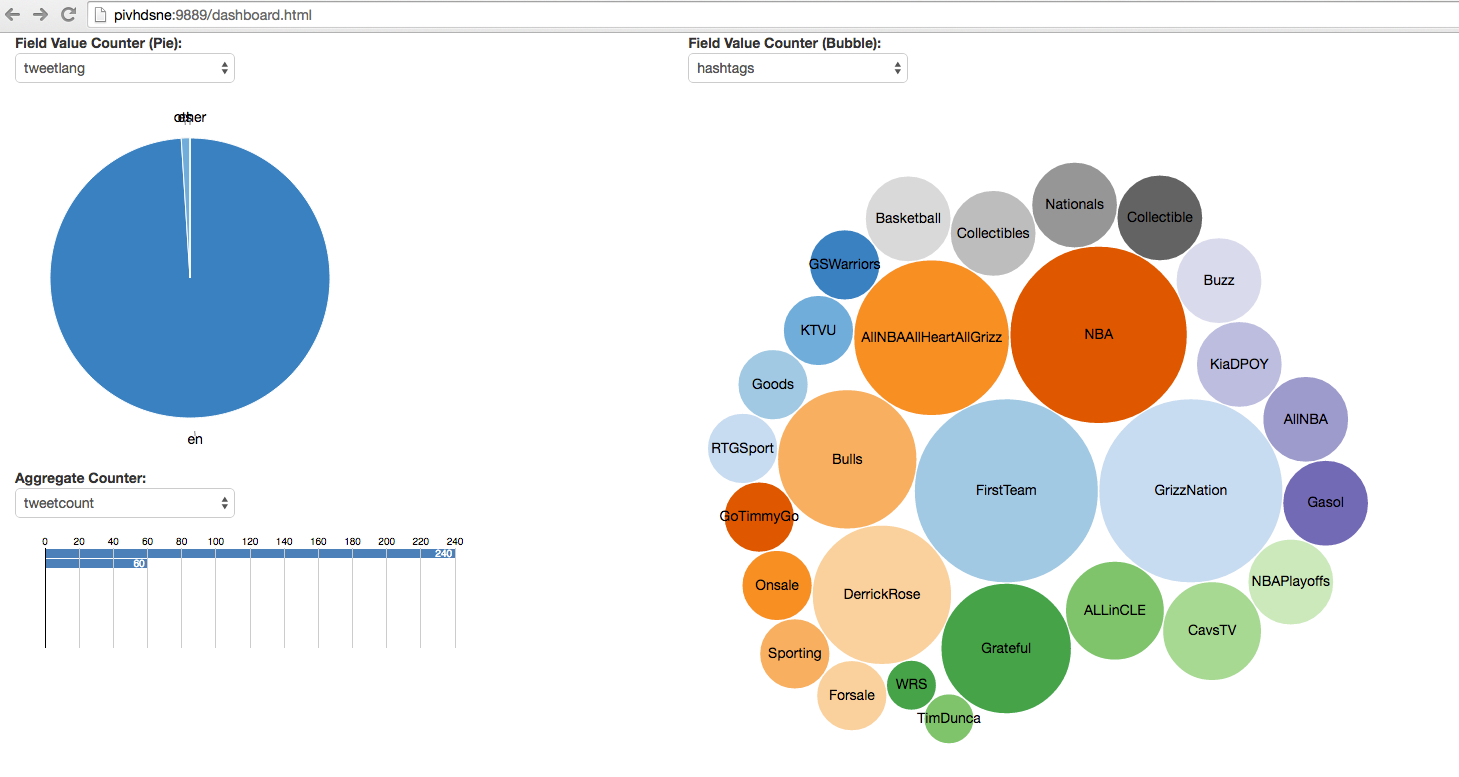 pivhdsne:9889/dashboard.html
Field Value Counter (Pie):
tweetlang
other
en
Aggregate Counter:
tweetcount
0 20 40 60 80 100 120 140 160 180 200 220 240
240
60
Field Value Counter (Bubble):
hashtags
Basketball
Collectibles
Nationals
Collectible
GSWarriors
Buzz
KTVU
AllNBAAllHeartAllGrizz
NBA
KiaDPOY
Goods
AllNBA
RTGSport
Bulls
FirstTeam
GrizzNation
Gasol
GoTimmyGo
Onsale
DerrickRose
ALLinCLE
NBAPlayoffs
CavsTV
Sporting
Grateful
Forsale
WRS
TimDunca